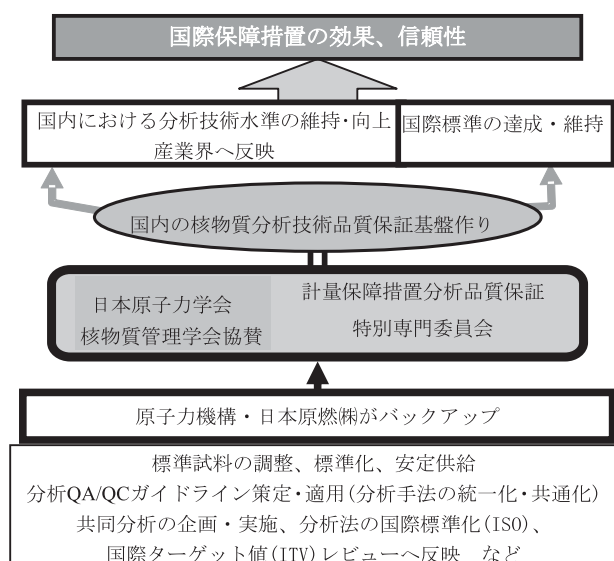 国際保障措置の効果、信頼性
国内における分析技術水準の維持･向上
産業界へ反映
国際標準の達成・維持
国内の核物質分析技術品質保証基盤作り
日本原子力学会
核物質管理学会協賛
計量保障措置分析品質保証
特別専門委員会
原子力機構・日本原燃㈱がバックアップ
標準試料の調整、標準化、安定供給
分析QA/QCガイドライン策定･適用(分析手法の統一化・共通化)
共同分析の企画・実施、分析法の国際標準化(ISO)、
国際ターゲット値(ITV)レビューへ反映 など